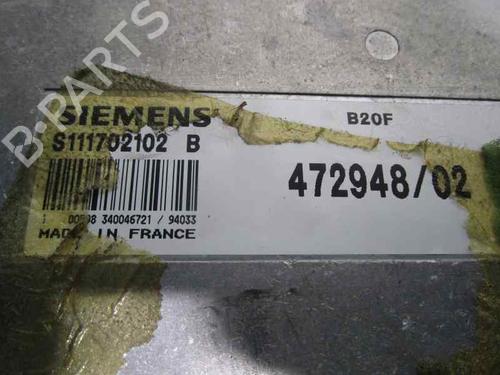 SIEMENS
B20F
S111702102 B
472948/02
340046721 / 94033
MADE IN FRANCE
B-PARTS